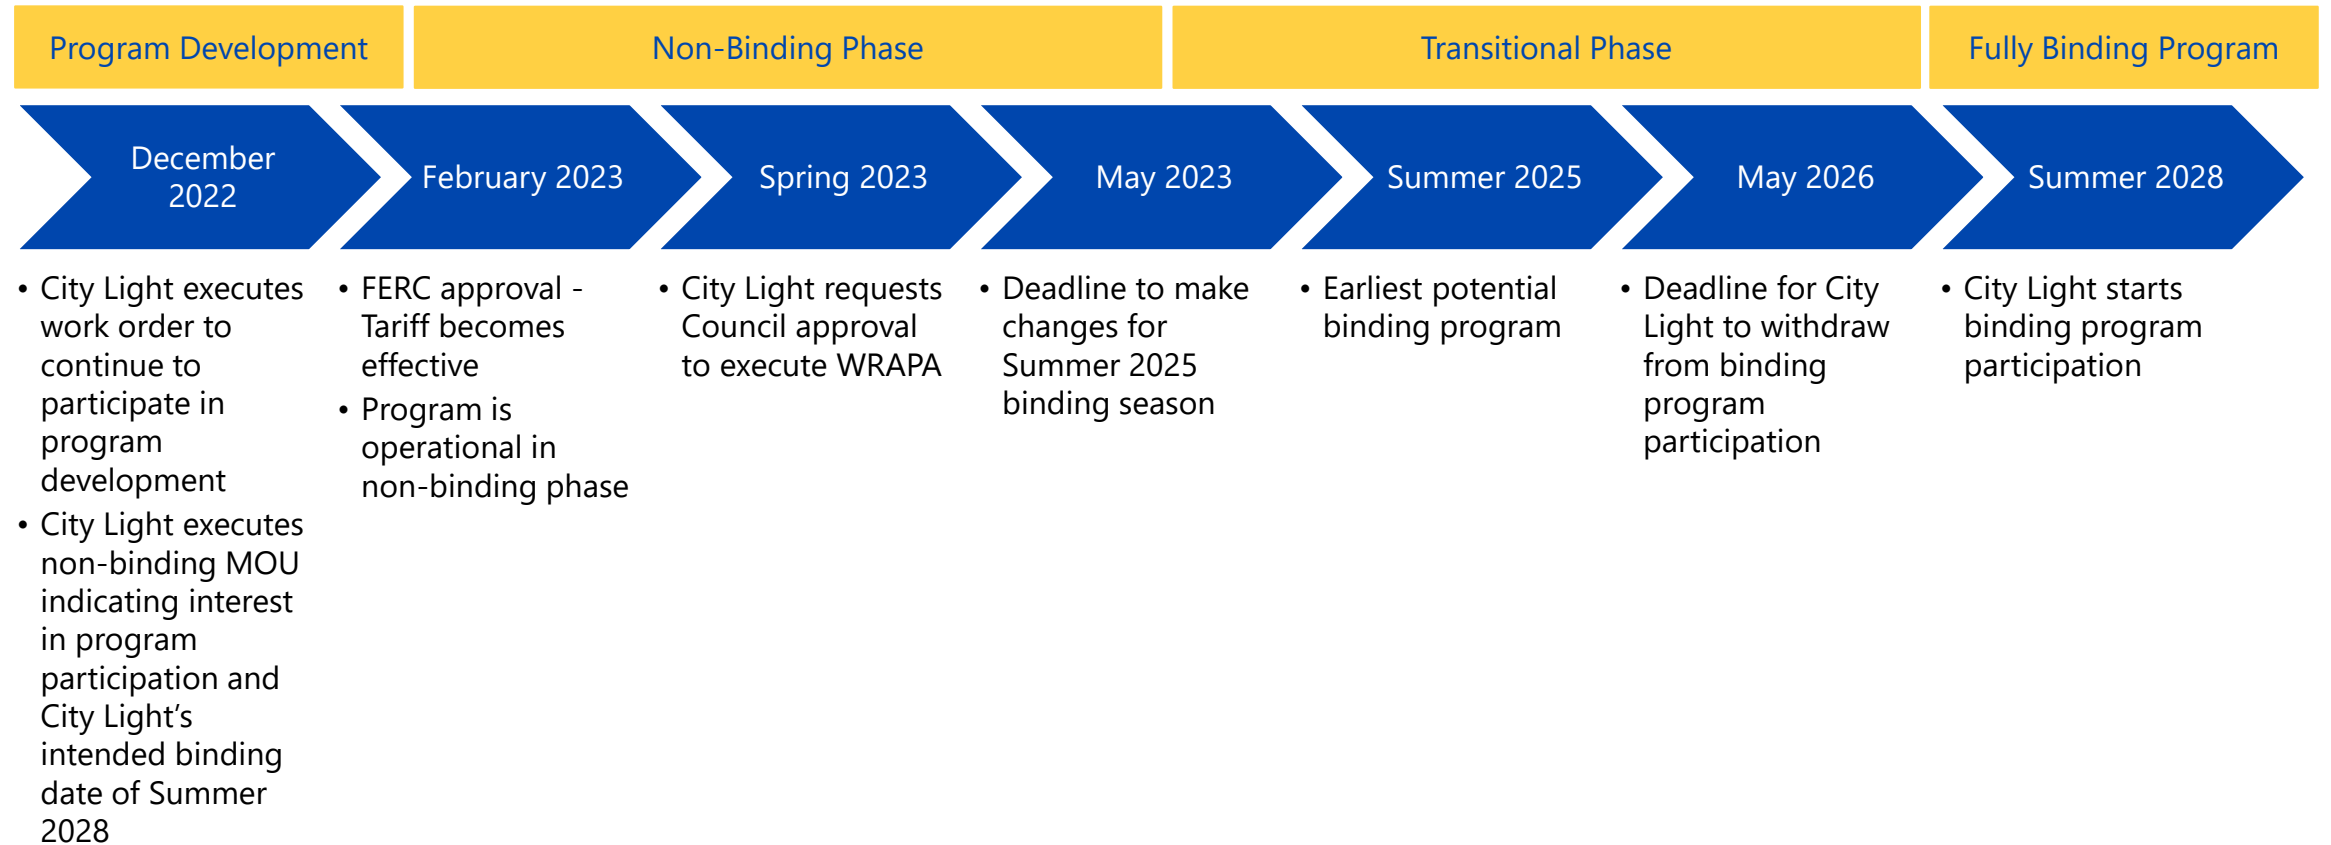 Program Development
Non-Binding Phase
Transitional Phase
Fully Binding Program
December
2022
February 2023
Spring 2023
May 2023
Summer 2025
May 2026
Summer 2028
• City Light executes
work order to
continue to
participate in
program
development
• City Light executes
non-binding MOU
indicating interest
in program
participation and
City Light’s
intended binding
date of Summer
2028
• FERC approval -
Tariff becomes
effective
• Program is
operational in
non-binding phase
• City Light requests
Council approval
to execute WRAPA
• Deadline to make
changes for
Summer 2025
binding season
• Earliest potential
binding program
• Deadline for City
Light to withdraw
from binding
program
participation
• City Light starts
binding program
participation